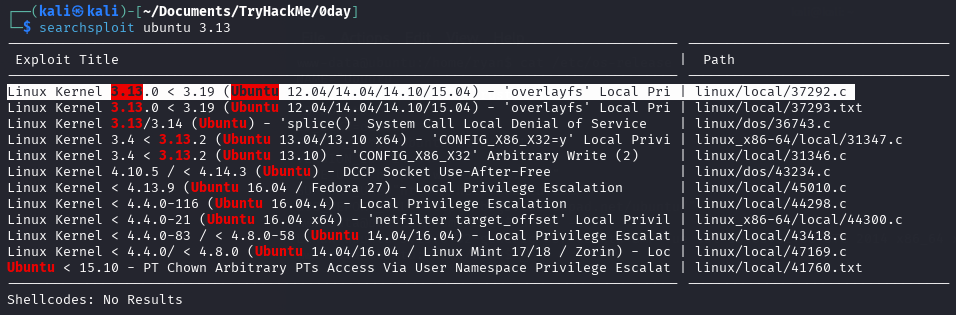 ┌──(kali㉿kali)-[~/Documents/TryHackMe/0day]
└─$ searchsploit ubuntu 3.13
Exploit Title | Path
Linux Kernel 3.13.0 < 3.19 (Ubuntu 12.04/14.04/14.10/15.04) - 'overlayfs' Local Pri | linux/local/37292.c
Linux Kernel 3.13.0 < 3.19 (Ubuntu 12.04/14.04/14.10/15.04) - 'overlayfs' Local Pri | linux/local/37293.txt
Linux Kernel 3.13/3.14 (Ubuntu) - 'splice()' System Call Local Denial of Service | linux/dos/36743.c
Linux Kernel 3.4 < 3.13.2 (Ubuntu 13.04/13.10 x64) - 'CONFIG_X86_X32=y' Local Privi | linux_x86-64/local/31347.c
Linux Kernel 3.4 < 3.13.2 (Ubuntu 13.10) - 'CONFIG_X86_X32' Arbitrary Write (2) | linux/local/31346.c
Linux Kernel 4.10.5 / < 4.14.3 (Ubuntu) - DCCP Socket Use-After-Free | linux/dos/43234.c
Linux Kernel < 4.13.9 (Ubuntu 16.04 / Fedora 27) - Local Privilege Escalation | linux/local/45010.c
Linux Kernel < 4.4.0-116 (Ubuntu 16.04.4) - Local Privilege Escalation | linux/local/44298.c
Linux Kernel < 4.4.0-21 (Ubuntu 16.04 x64) - 'netfilter target_offset' Local Privil | linux_x86-64/local/44300.c
Linux Kernel < 4.4.0-83 / < 4.8.0-58 (Ubuntu 14.04/16.04) - Local Privilege Escalat | linux/local/43418.c
Linux Kernel < 4.4.0/ < 4.8.0 (Ubuntu 14.04/16.04 / Linux Mint 17/18 / Zorin) - Loc | linux/local/47169.c
Ubuntu < 15.10 - PT Chown Arbitrary PTs Access Via User Namespace Privilege Escalat | linux/local/41760.txt
Shellcodes: No Results